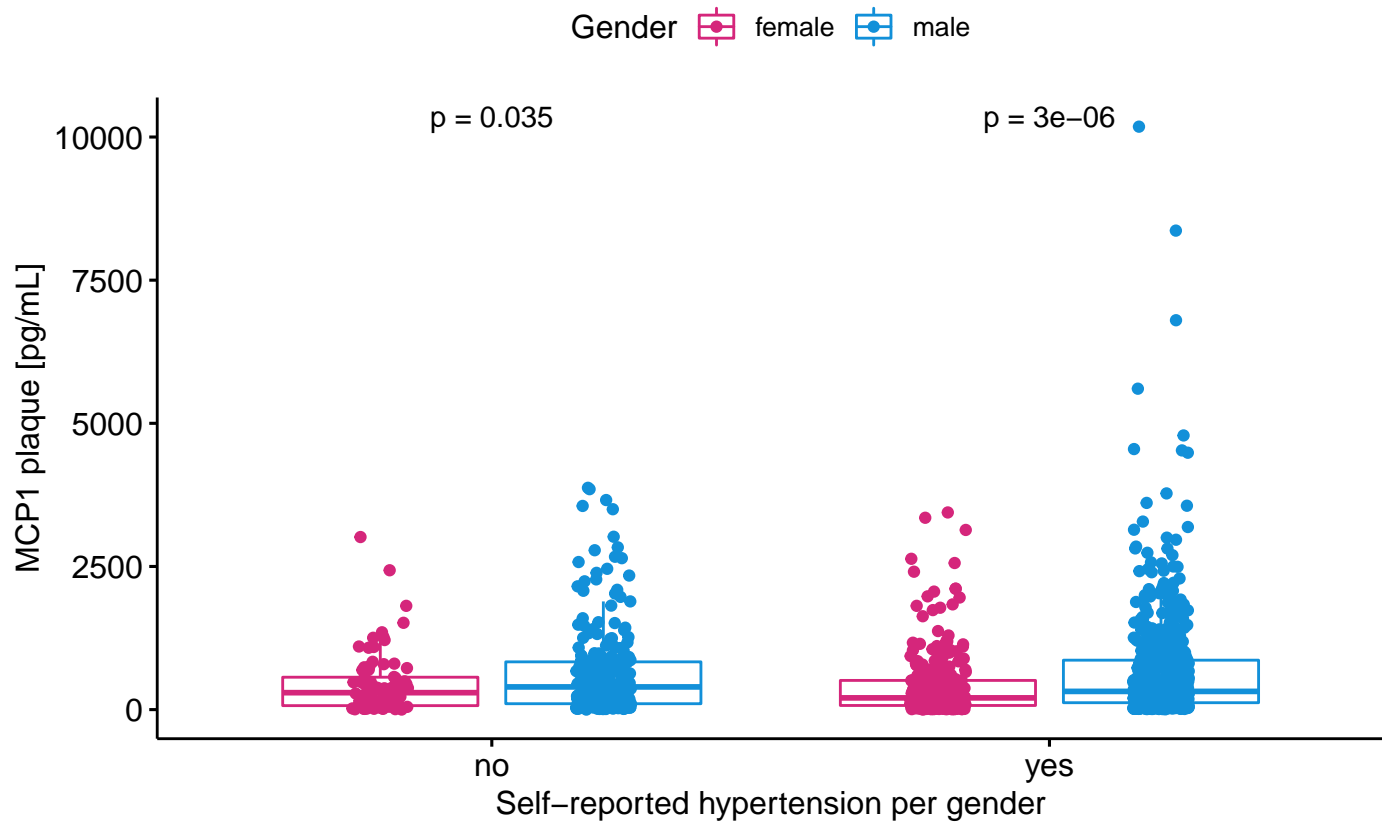 Gender female male
p = 0.035 p = 3e−06
10000
7500
5000
2500
0
MCP1 plaque [pg/mL]
no yes
Self−reported hypertension per gender